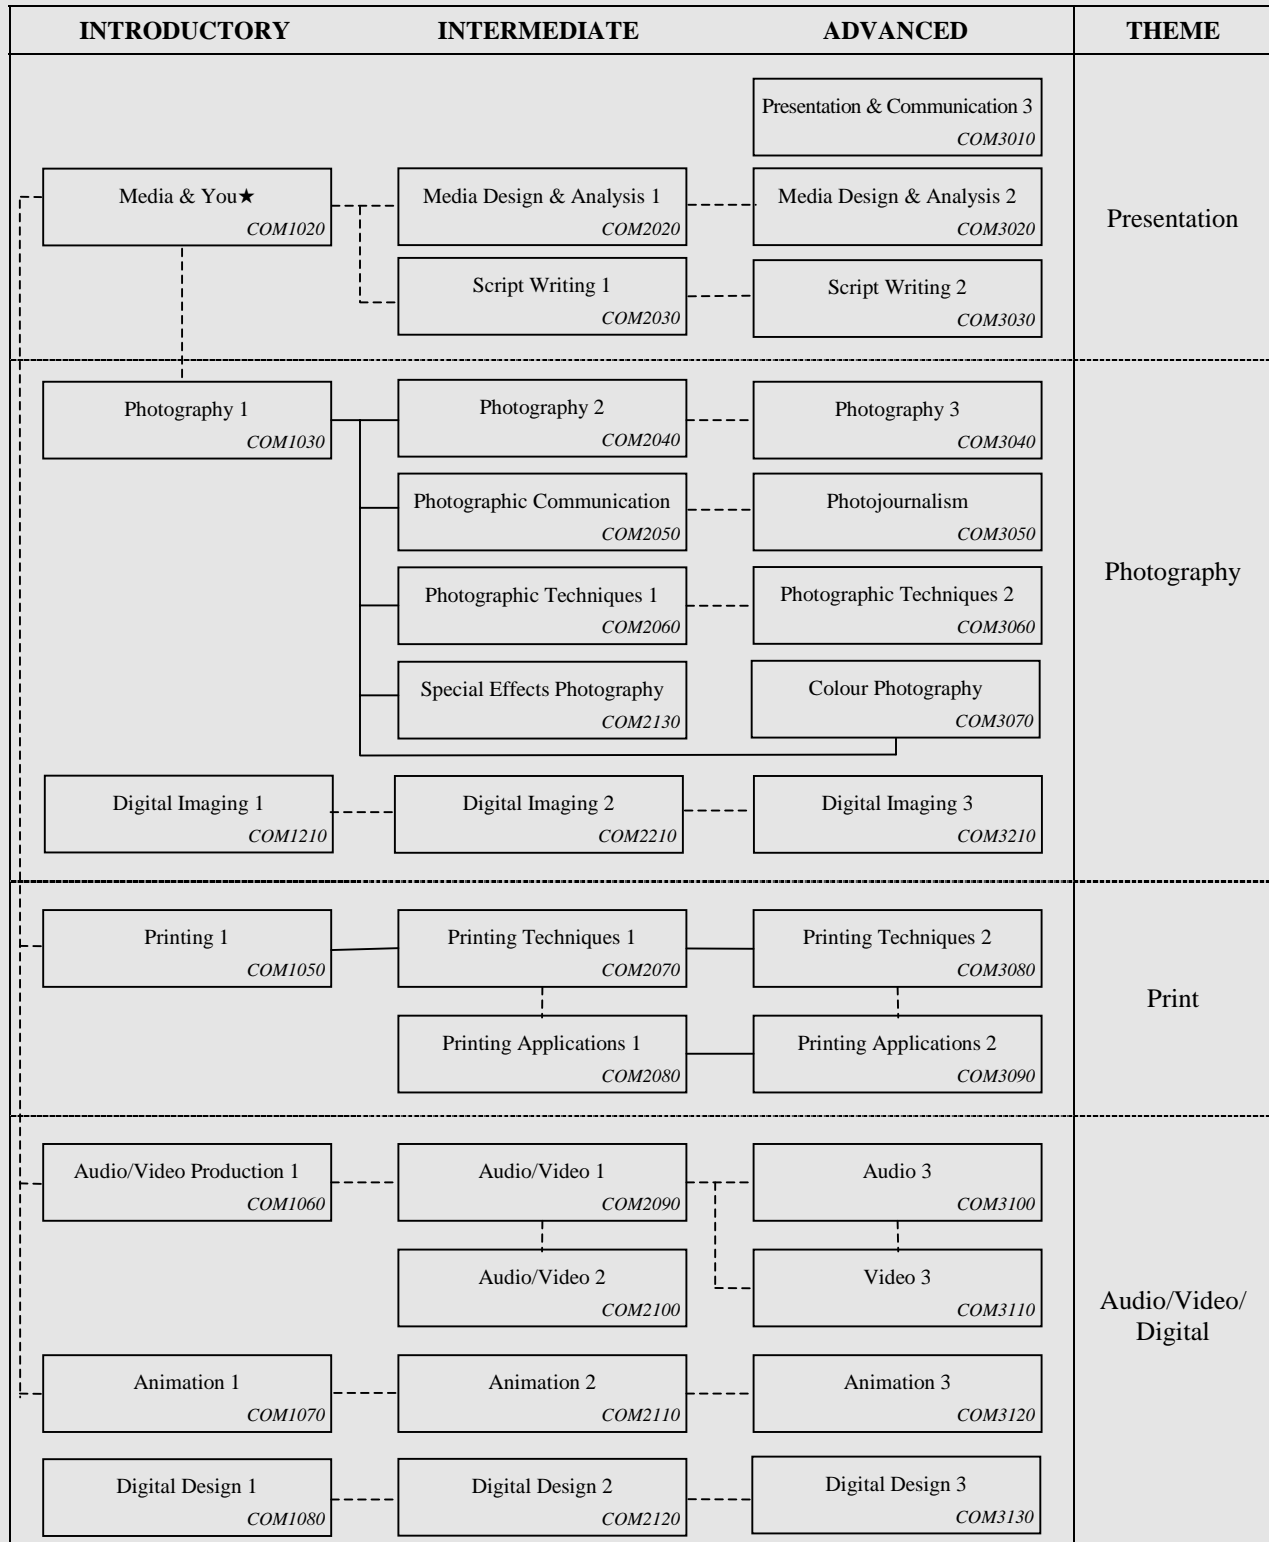 INTRODUCTORY INTERMEDIATE ADVANCED THEME
Presentation & Communication 3
COM3010
Media & You★
COM1020
Media Design & Analysis 1
COM2020
Media Design & Analysis 2
COM3020
Script Writing 1
COM2030
Script Writing 2
COM3030
Presentation
Photography 1
COM1030
Photography 2
COM2040
Photography 3
COM3040
Photographic Communication
COM2050
Photojournalism
COM3050
Photographic Techniques 1
COM2060
Photographic Techniques 2
COM3060
Special Effects Photography
COM2130
Colour Photography
COM3070
Digital Imaging 1
COM1210
Digital Imaging 2
COM2210
Digital Imaging 3
COM3210
Photography
Printing 1
COM1050
Printing Techniques 1
COM2070
Printing Techniques 2
COM3080
Printing Applications 1
COM2080
Printing Applications 2
COM3090
Print
Audio/Video Production 1
COM1060
Audio/Video 1
COM2090
Audio 3
COM3100
Audio/Video 2
COM2100
Video 3
COM3110
Animation 1
COM1070
Animation 2
COM2110
Animation 3
COM3120
Digital Design 1
COM1080
Digital Design 2
COM2120
Digital Design 3
COM3130
Audio/Video/
Digital